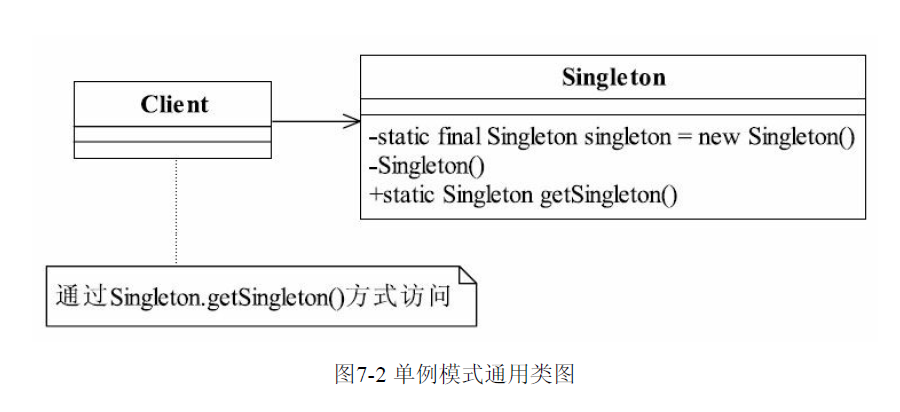 Client
Singleton
-static final Singleton singleton = new Singleton()
-Singleton()
+static Singleton getSingleton()
通过Singleton.getSingleton()方式访问
图7-2 单例模式通用类图